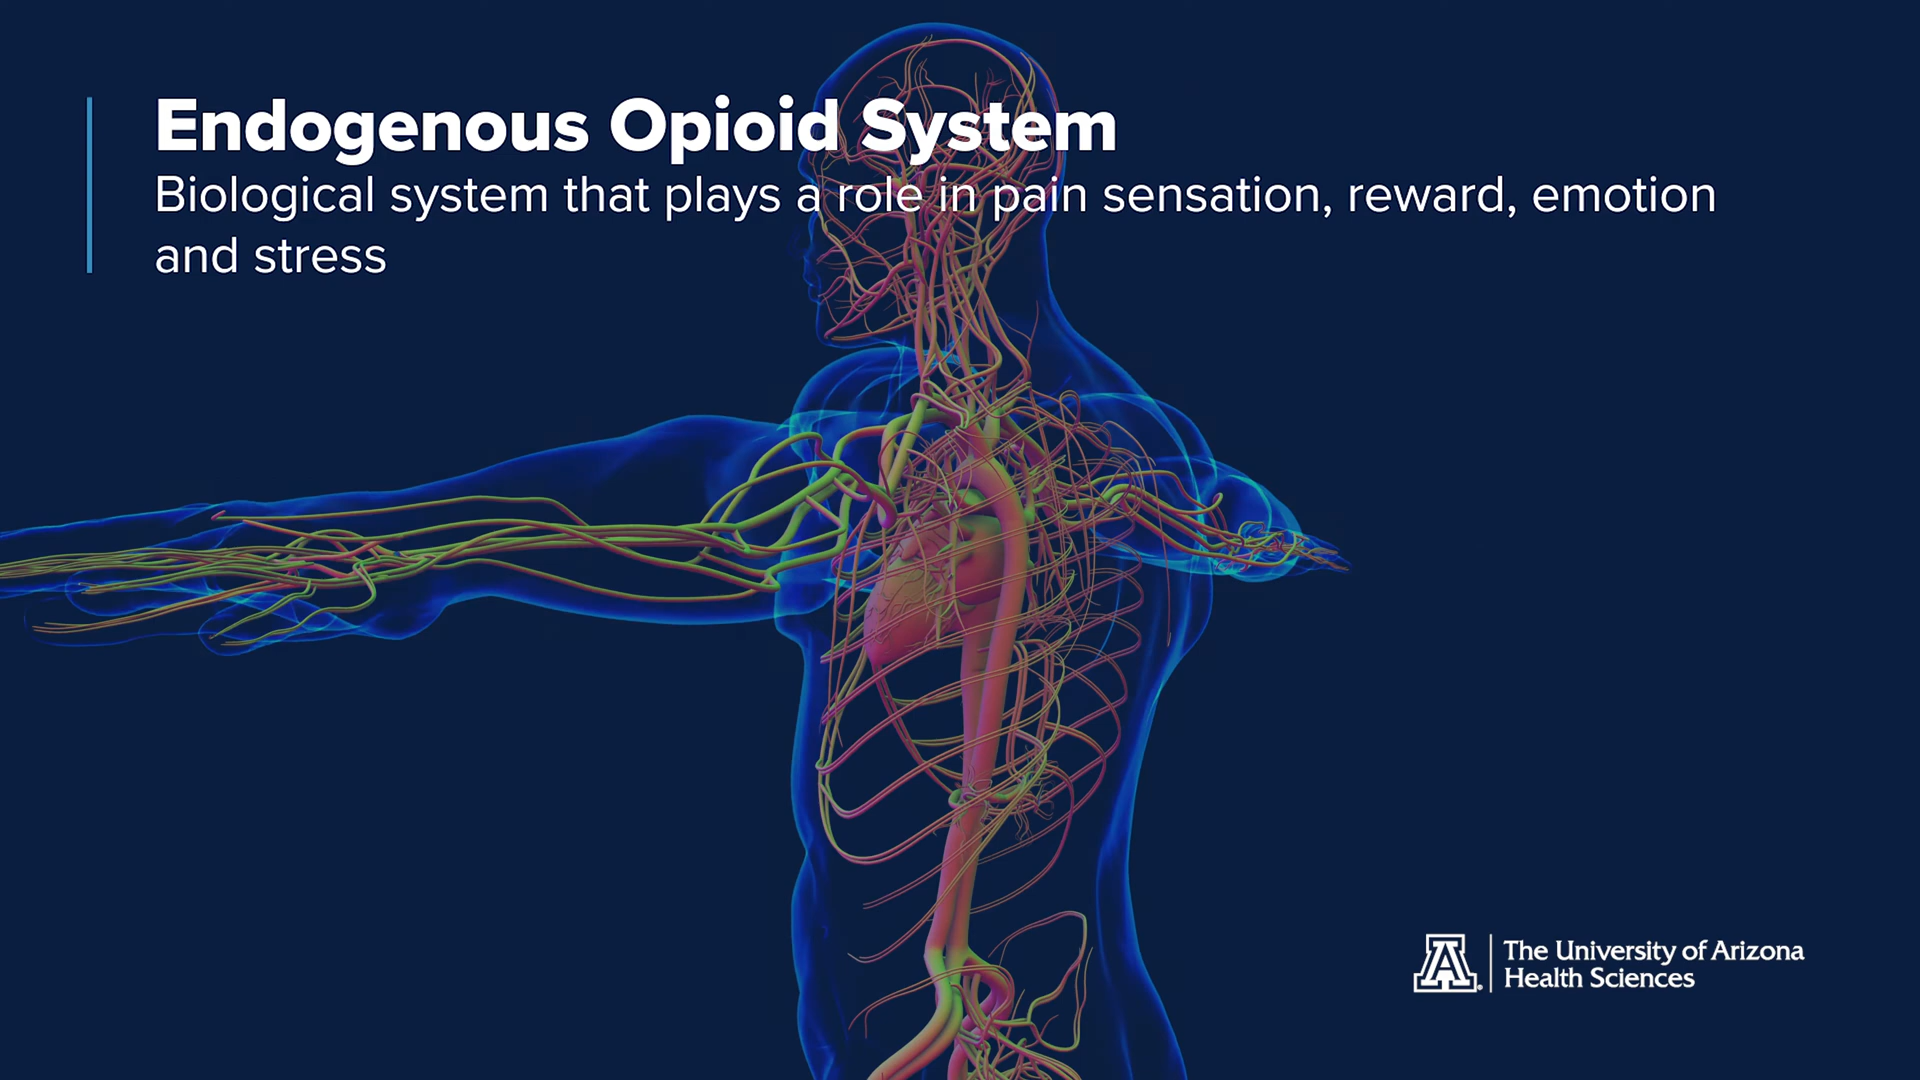 Endogenous Opioid System
Biological system that plays a role in pain sensation, reward, emotion
and stress
A
The University of Arizona
Health Sciences